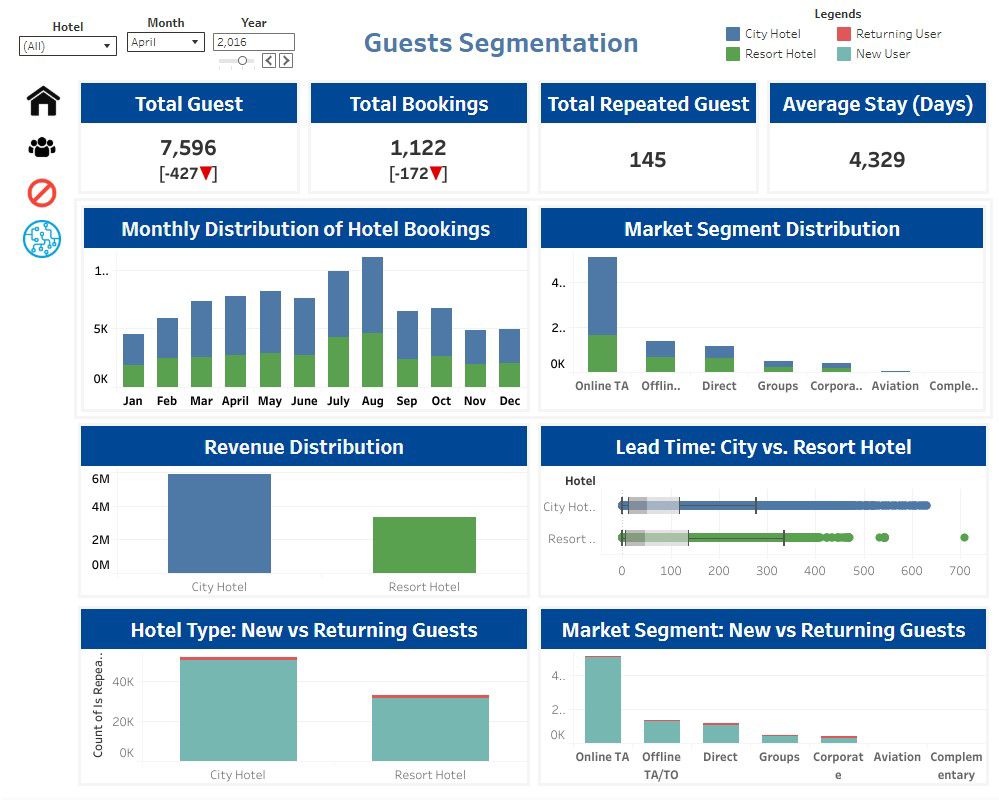 Hotel
(All)
Month
April
Year
2,016
Guests Segmentation
Legends
City Hotel
Returning User
Resort Hotel
New User
Total Guest
7,596
[-427▼]
Total Bookings
1,122
[-172▼]
Total Repeated Guest
145
Average Stay (Days)
4,329
Monthly Distribution of Hotel Bookings
1..
5K
0K
Jan Feb Mar April May June July Aug Sep Oct Nov Dec
Market Segment Distribution
4..
2..
0K
Online TA Offlin.. Direct Groups Corpora.. Aviation Comple..
Revenue Distribution
6M
4M
2M
0M
City Hotel Resort Hotel
Lead Time: City vs. Resort Hotel
Hotel
City Hot..
Resort ..
0 100 200 300 400 500 600 700
Hotel Type: New vs Returning Guests
Count of Is Repea..
40K
20K
0K
City Hotel Resort Hotel
Market Segment: New vs Returning Guests
4..
2..
0K
Online TA Offline Direct Groups Corporat Aviation Complem
TA/TO e entary